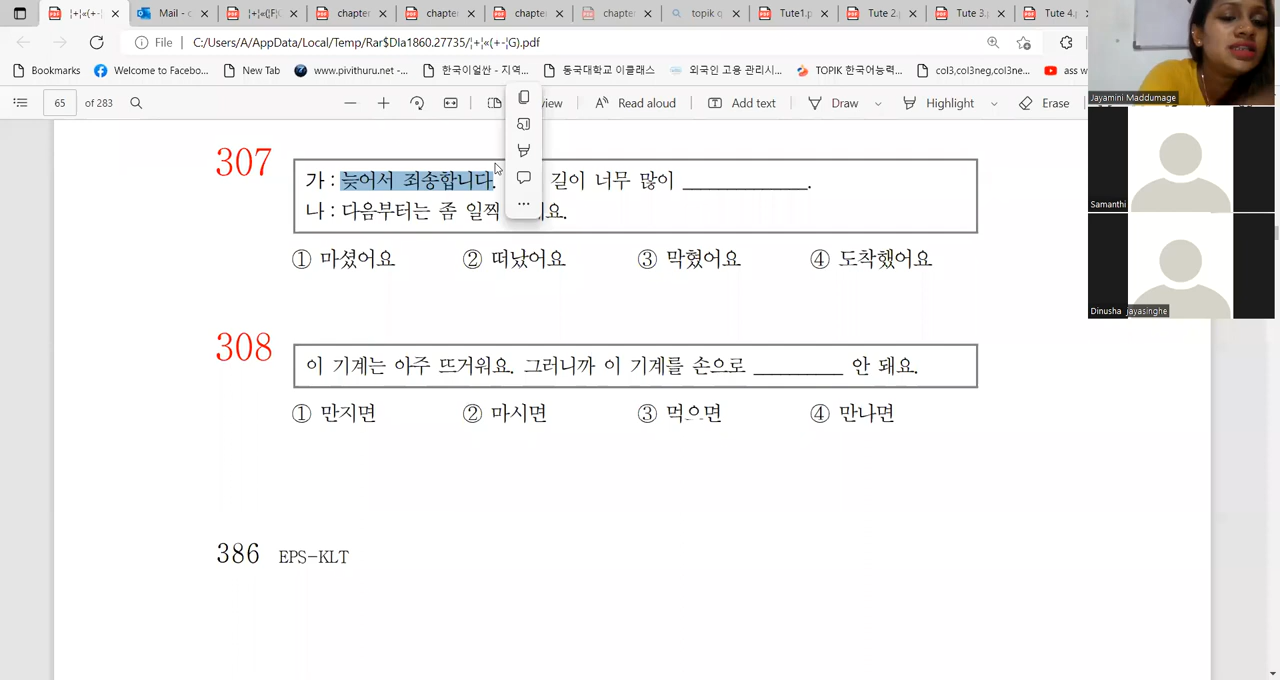 Mail - c
chapter
chapter
chapter
chapter
topik q
Tute1.p
Tute 2.p
Tute 3.p
Tute 4.p
File C:/Users/A/AppData/Local/Temp/Rar$DIa1860.27735/¦+¦«(+-¦G).pdf
Bookmarks
Welcome to Facebo...
New Tab
www.pivithuru.net -...
한국이얼싼 - 지역...
동국대학교 이클래스
외국인 고용 관리시...
TOPIK 한국어능력...
col3,col3neg,col3ne...
ass w
65 of 283
Read aloud
Add text
Draw
Highlight
Erase
Jayamini Maddumage
Samanthi
Dinusha jayasinghe
307
가 : 늦어서 죄송합니다. 길이 너무 많이 ____________.
나 : 다음부터는 좀 일찍
① 마셨어요 ② 떠났어요 ③ 막혔어요 ④ 도착했어요
308
이 기계는 아주 뜨거워요. 그러니까 이 기계를 손으로 _________ 안 돼요.
① 만지면 ② 마시면 ③ 먹으면 ④ 만나면
386 EPS-KLT